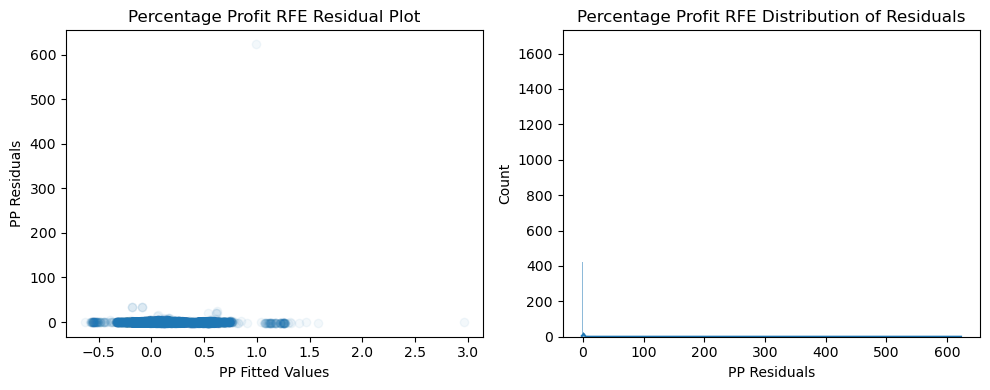 Percentage Profit RFE Residual Plot
PP Residuals
600
500
400
300
200
100
0
−0.5 0.0 0.5 1.0 1.5 2.0 2.5 3.0
PP Fitted Values
Percentage Profit RFE Distribution of Residuals
Count
1600
1400
1200
1000
800
600
400
200
0
0 100 200 300 400 500 600
PP Residuals